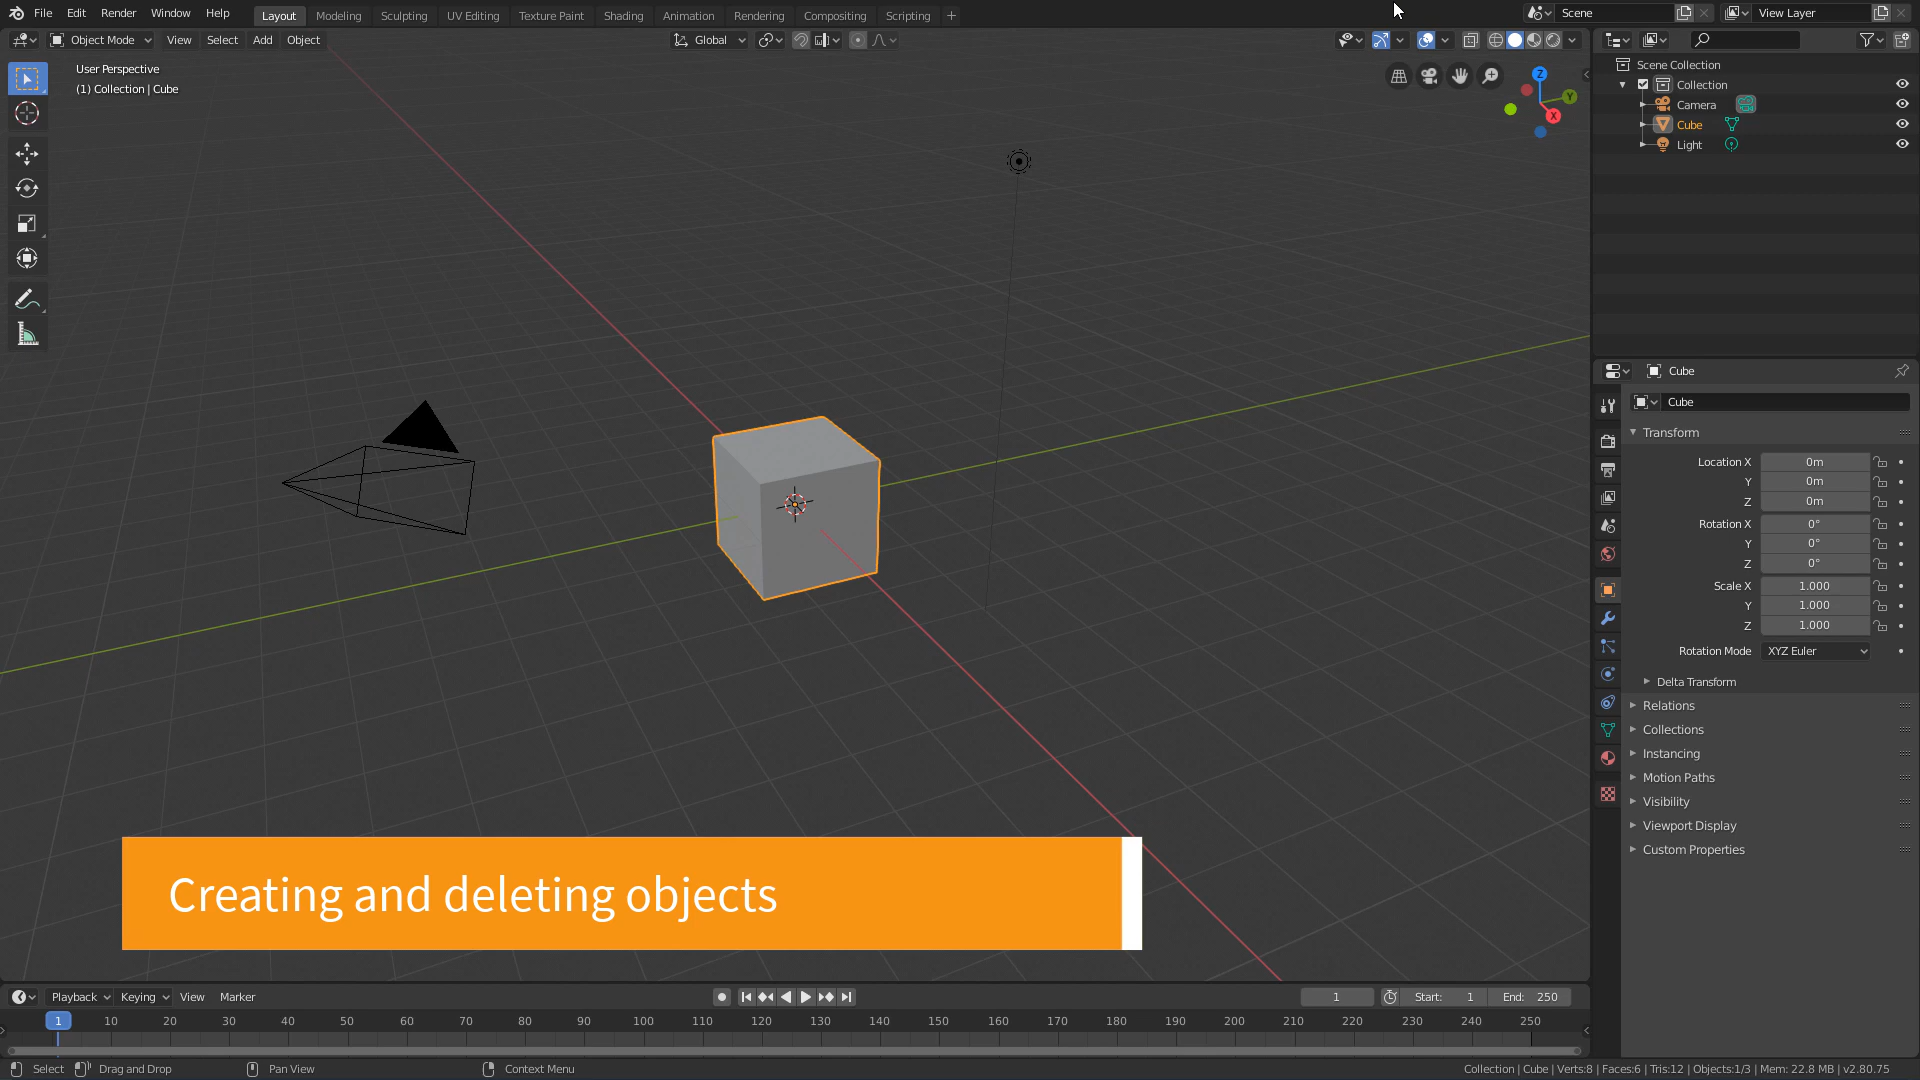 File Edit Render Window Help Layout Modeling Sculpting UV Editing Texture Paint Shading Animation Rendering Compositing Scripting + Scene View Layer
Object Mode View Select Add Object Global
User Perspective
(1) Collection | Cube
Z
Y
X
Scene Collection
Collection
Camera
Cube
Light
Cube
Cube
Transform
Location X 0m
Y 0m
Z 0m
Rotation X 0°
Y 0°
Z 0°
Scale X 1.000
Y 1.000
Z 1.000
Rotation Mode XYZ Euler
Delta Transform
Relations
Collections
Instancing
Motion Paths
Visibility
Viewport Display
Custom Properties
Creating and deleting objects
Playback Keying View Marker 1 Start: 1 End: 250
1 10 20 30 40 50 60 70 80 90 100 110 120 130 140 150 160 170 180 190 200 210 220 230 240 250
Select Drag and Drop Pan View Context Menu Collection | Cube | Verts:8 | Faces:6 | Tris:12 | Objects:1/3 | Mem: 22.8 MB | v2.80.75